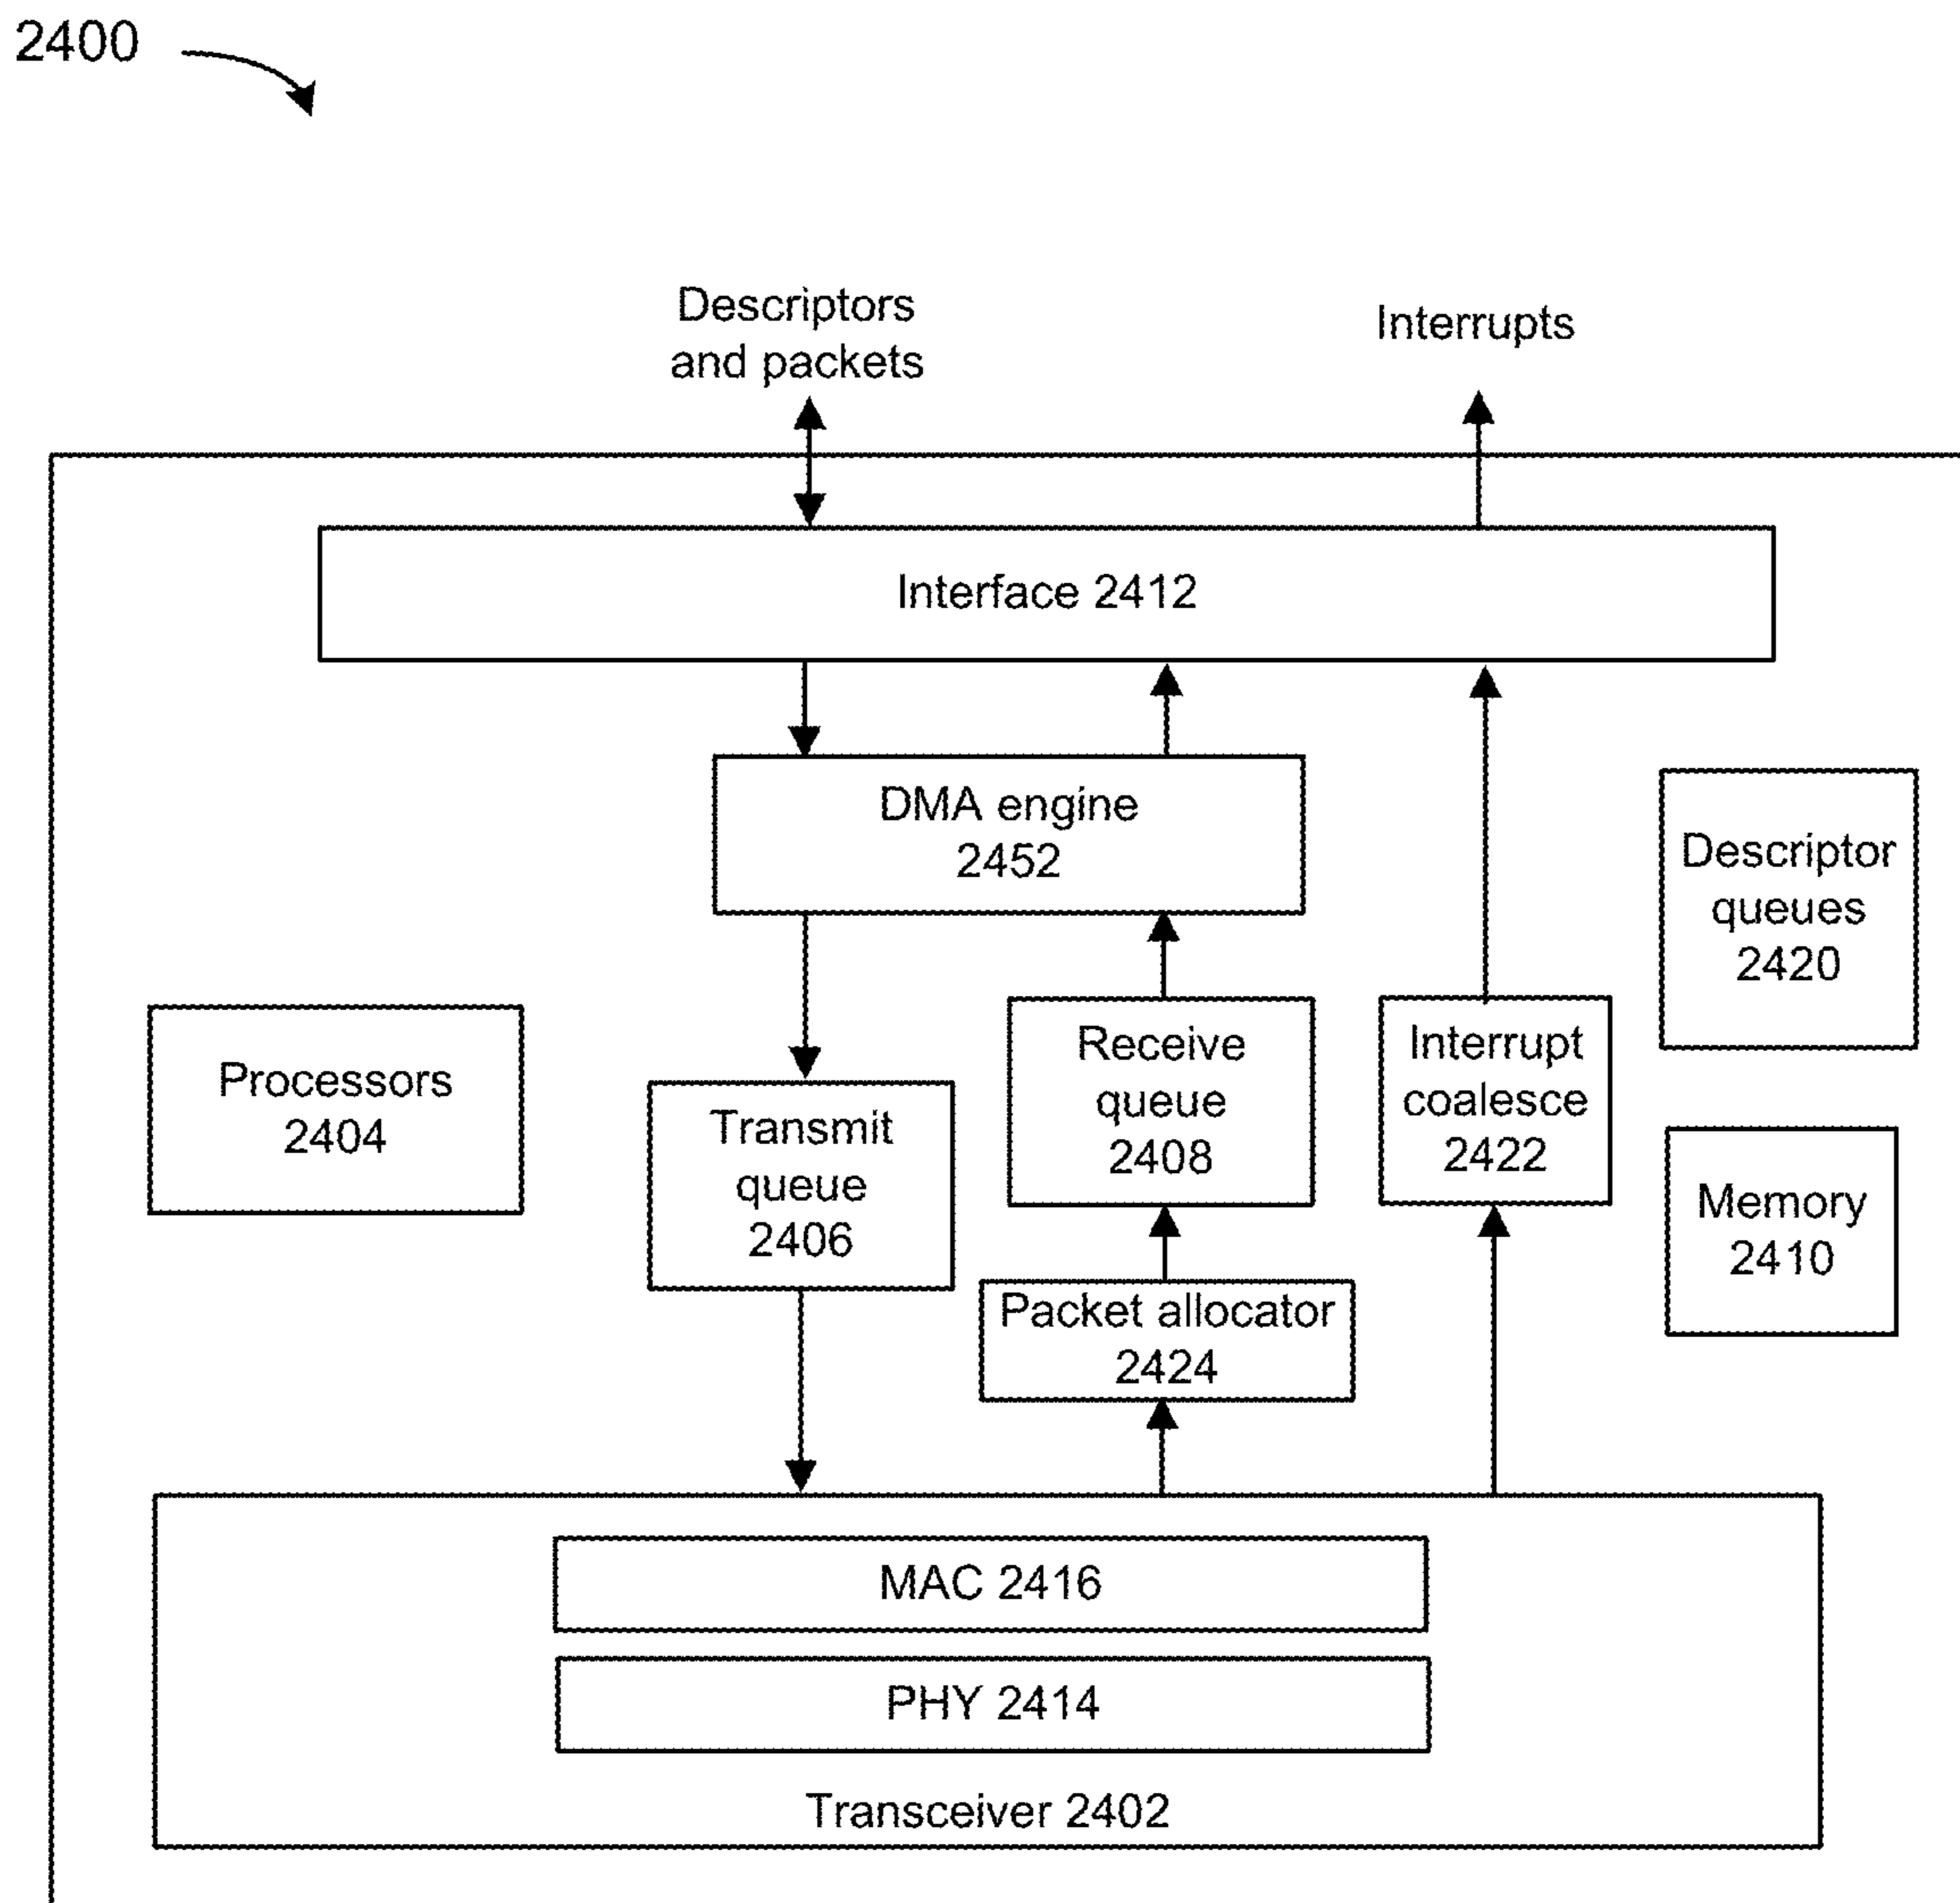 2400
Descriptors
and packets
Interrupts
Interface 2412
DMA engine
2452
Descriptor
queues
2420
Processors
2404
Transmit
queue
2406
Receive
queue
2408
Interrupt
coalesce
2422
Memory
2410
Packet allocator
2424
MAC 2416
PHY 2414
Transceiver 2402